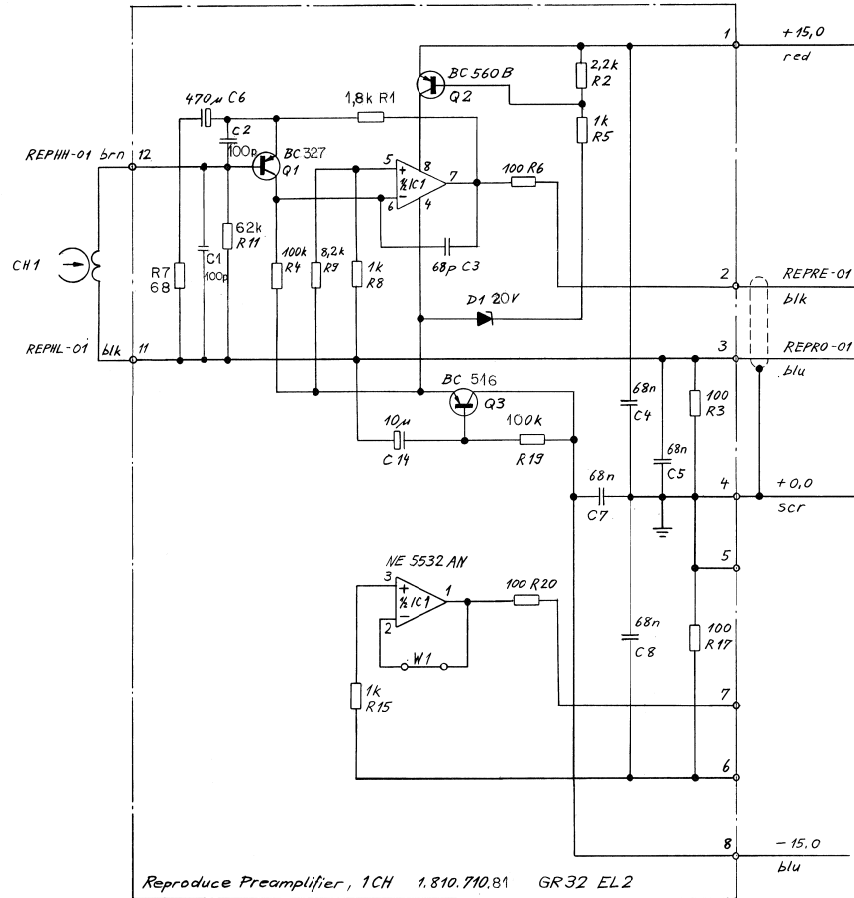 1
+15,0
red
2,2k
R2
BC 560 B
Q2
470µ C6
1,8k R1
1k
R5
C2
100p
REPHH-01 brn 12
BC 327
Q1
5
+
8
½ IC1
7
100 R6
6
−
4
62k
R11
C1
100p
100k
R4
8,2k
R9
1k
R8
68p C3
CH1
R7
68
2
REPRE-01
blk
D1 20V
REPHL-01 blk 11
3
REPRO-01
blu
BC 516
Q3
68n
C4
100
R3
10µ
C14
100k
R19
68n
C5
68n
C7
4
+0,0
scr
NE 5532 AN
5
3
+
½ IC1
1
100 R20
2
−
W1
68n
C8
100
R17
1k
R15
7
6
8
−15,0
blu
Reproduce Preamplifier, 1CH 1.810.710.81 GR32 EL2